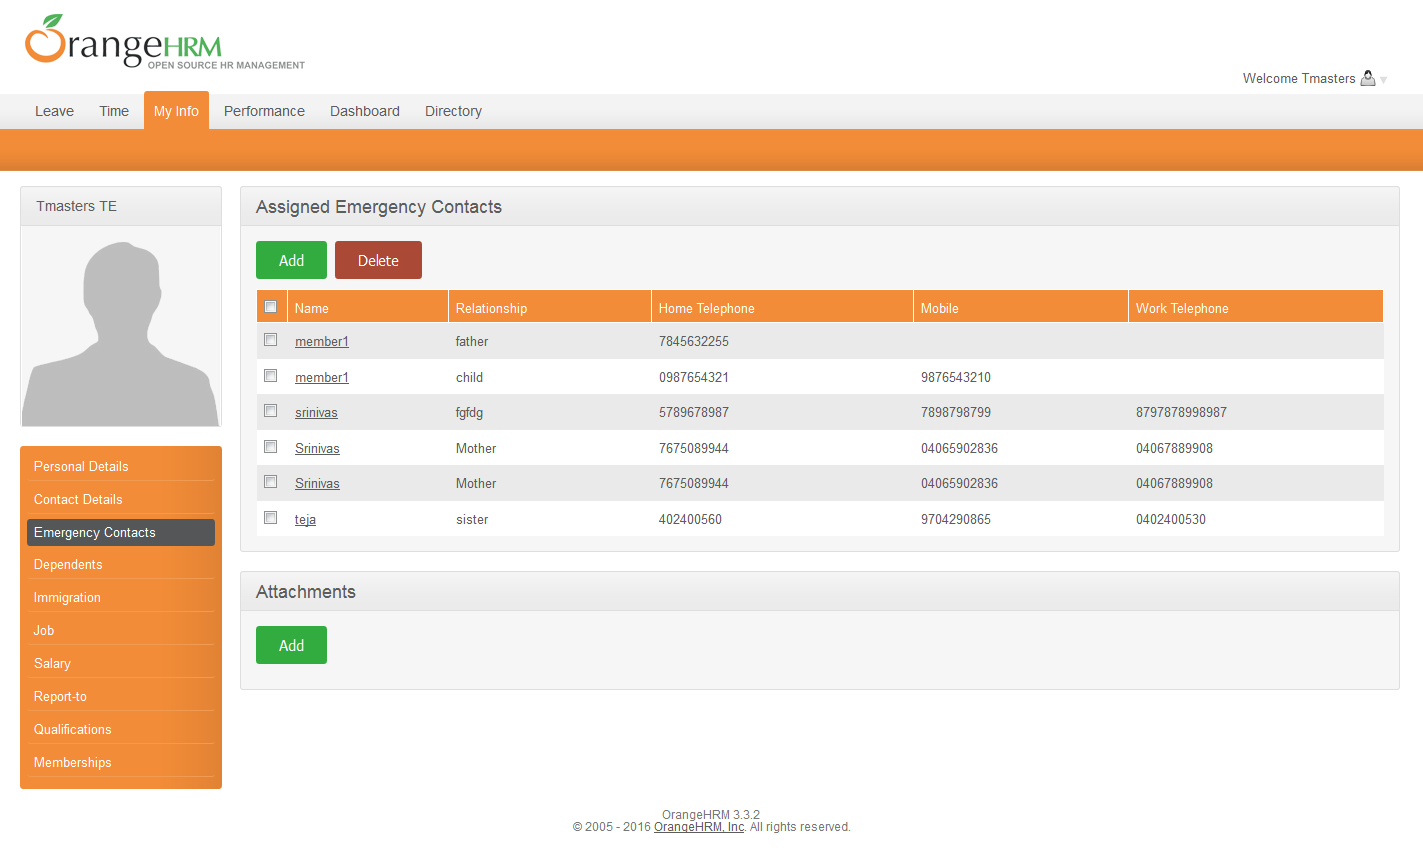 OrangeHRM
OPEN SOURCE HR MANAGEMENT
Welcome Tmasters
Leave Time My Info Performance Dashboard Directory
Tmasters TE
Personal Details
Contact Details
Emergency Contacts
Dependents
Immigration
Job
Salary
Report-to
Qualifications
Memberships
Assigned Emergency Contacts
Add Delete
Name Relationship Home Telephone Mobile Work Telephone
member1 father 7845632255
member1 child 0987654321 9876543210
srinivas fgfdg 5789678987 7898798799 8797878998987
Srinivas Mother 7675089944 04065902836 04067889908
Srinivas Mother 7675089944 04065902836 04067889908
teja sister 402400560 9704290865 0402400530
Attachments
Add
OrangeHRM 3.3.2
© 2005 - 2016 OrangeHRM, Inc. All rights reserved.